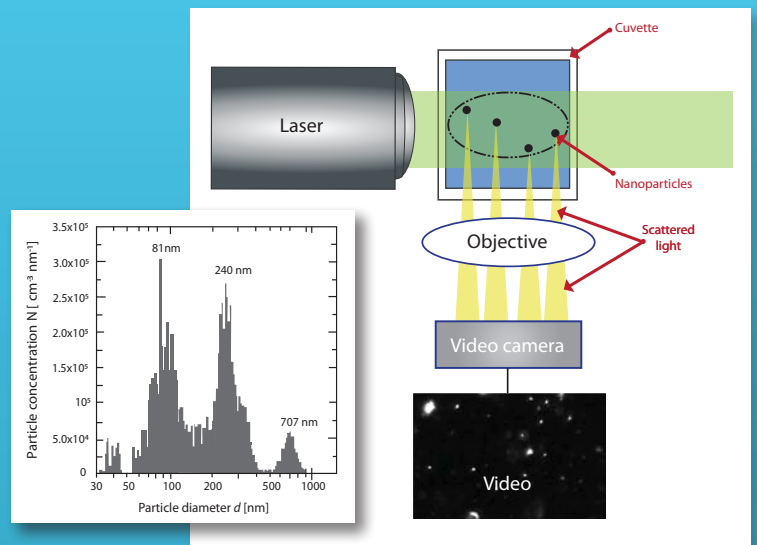 Cuvette
Laser
Nanoparticles
Scattered
light
Objective
Video camera
Video
Particle concentration N [ cm⁻³ nm⁻¹]
3.5x10⁵
3.0x10⁵
2.5x10⁵
2.0x10⁵
1.5x10⁵
10⁵
5.0x10⁴
0
81nm
240 nm
707 nm
30 50 100 200 500 1000
Particle diameter d [nm]